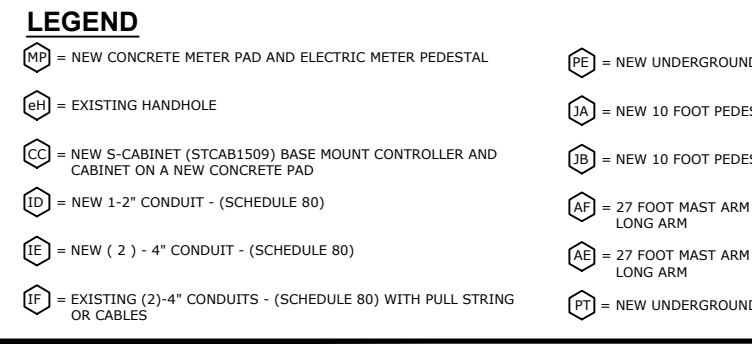 LEGEND
MP = NEW CONCRETE METER PAD AND ELECTRIC METER PEDESTAL
eH = EXISTING HANDHOLE
CC = NEW S-CABINET (STCAB1509) BASE MOUNT CONTROLLER AND
CABINET ON A NEW CONCRETE PAD
ID = NEW 1-2" CONDUIT - (SCHEDULE 80)
IE = NEW ( 2 ) - 4" CONDUIT - (SCHEDULE 80)
IF = EXISTING (2)-4" CONDUITS - (SCHEDULE 80) WITH PULL STRING
OR CABLES
PE = NEW UNDERGROUND
JA = NEW 10 FOOT PEDES
JB = NEW 10 FOOT PEDES
AF = 27 FOOT MAST ARM
LONG ARM
AE = 27 FOOT MAST ARM
LONG ARM
PT = NEW UNDERGROUND